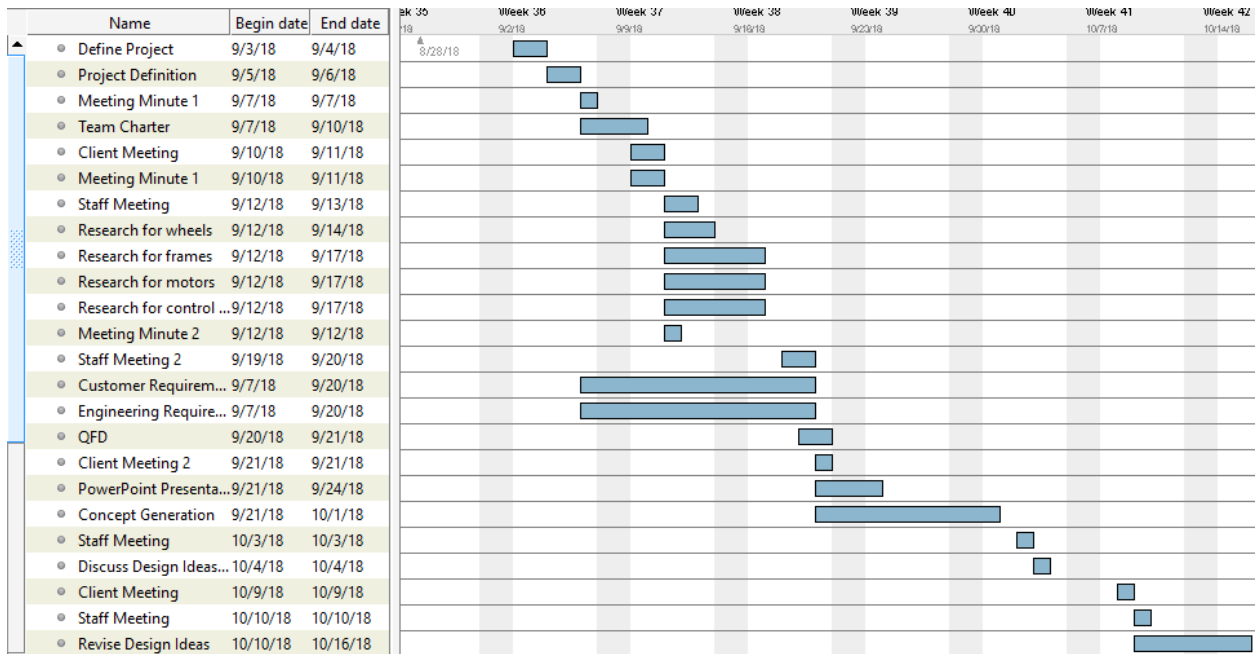 Name Begin date End date
ek 35 Week 36 Week 37 Week 38 Week 39 Week 40 Week 41 Week 42
/18 9/2/18 9/9/18 9/16/18 9/23/18 9/30/18 10/7/18 10/14/18
8/28/18
Define Project 9/3/18 9/4/18
Project Definition 9/5/18 9/6/18
Meeting Minute 1 9/7/18 9/7/18
Team Charter 9/7/18 9/10/18
Client Meeting 9/10/18 9/11/18
Meeting Minute 1 9/10/18 9/11/18
Staff Meeting 9/12/18 9/13/18
Research for wheels 9/12/18 9/14/18
Research for frames 9/12/18 9/17/18
Research for motors 9/12/18 9/17/18
Research for control ... 9/12/18 9/17/18
Meeting Minute 2 9/12/18 9/12/18
Staff Meeting 2 9/19/18 9/20/18
Customer Requirem... 9/7/18 9/20/18
Engineering Require... 9/7/18 9/20/18
QFD 9/20/18 9/21/18
Client Meeting 2 9/21/18 9/21/18
PowerPoint Presenta... 9/21/18 9/24/18
Concept Generation 9/21/18 10/1/18
Staff Meeting 10/3/18 10/3/18
Discuss Design Ideas... 10/4/18 10/4/18
Client Meeting 10/9/18 10/9/18
Staff Meeting 10/10/18 10/10/18
Revise Design Ideas 10/10/18 10/16/18